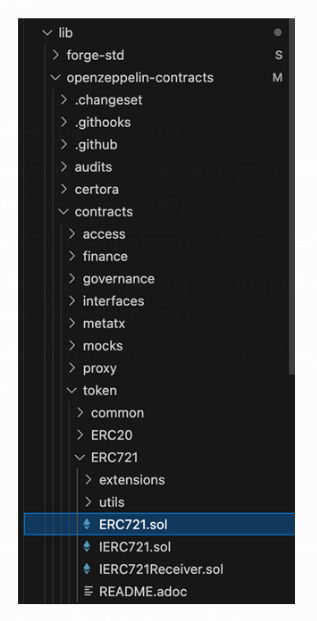 lib
forge-std S
openzeppelin-contracts M
.changeset
.githooks
.github
audits
certora
contracts
access
finance
governance
interfaces
metatx
mocks
proxy
token
common
ERC20
ERC721
extensions
utils
ERC721.sol
IERC721.sol
IERC721Receiver.sol
README.adoc